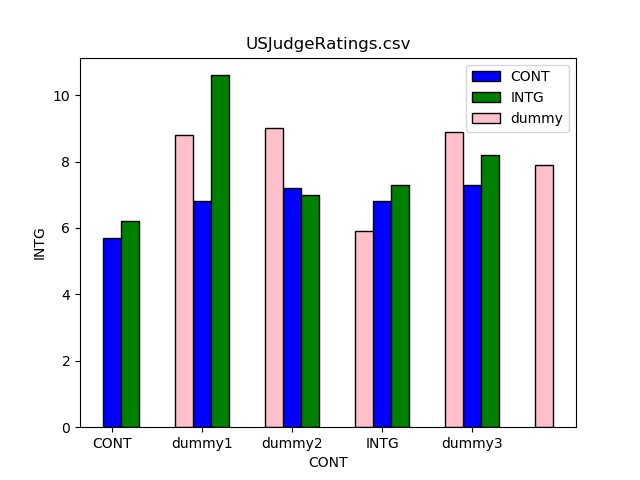 USJudgeRatings.csv
CONT
INTG
dummy
10
8
6
4
2
0
INTG
CONT dummy1 dummy2 INTG dummy3
CONT